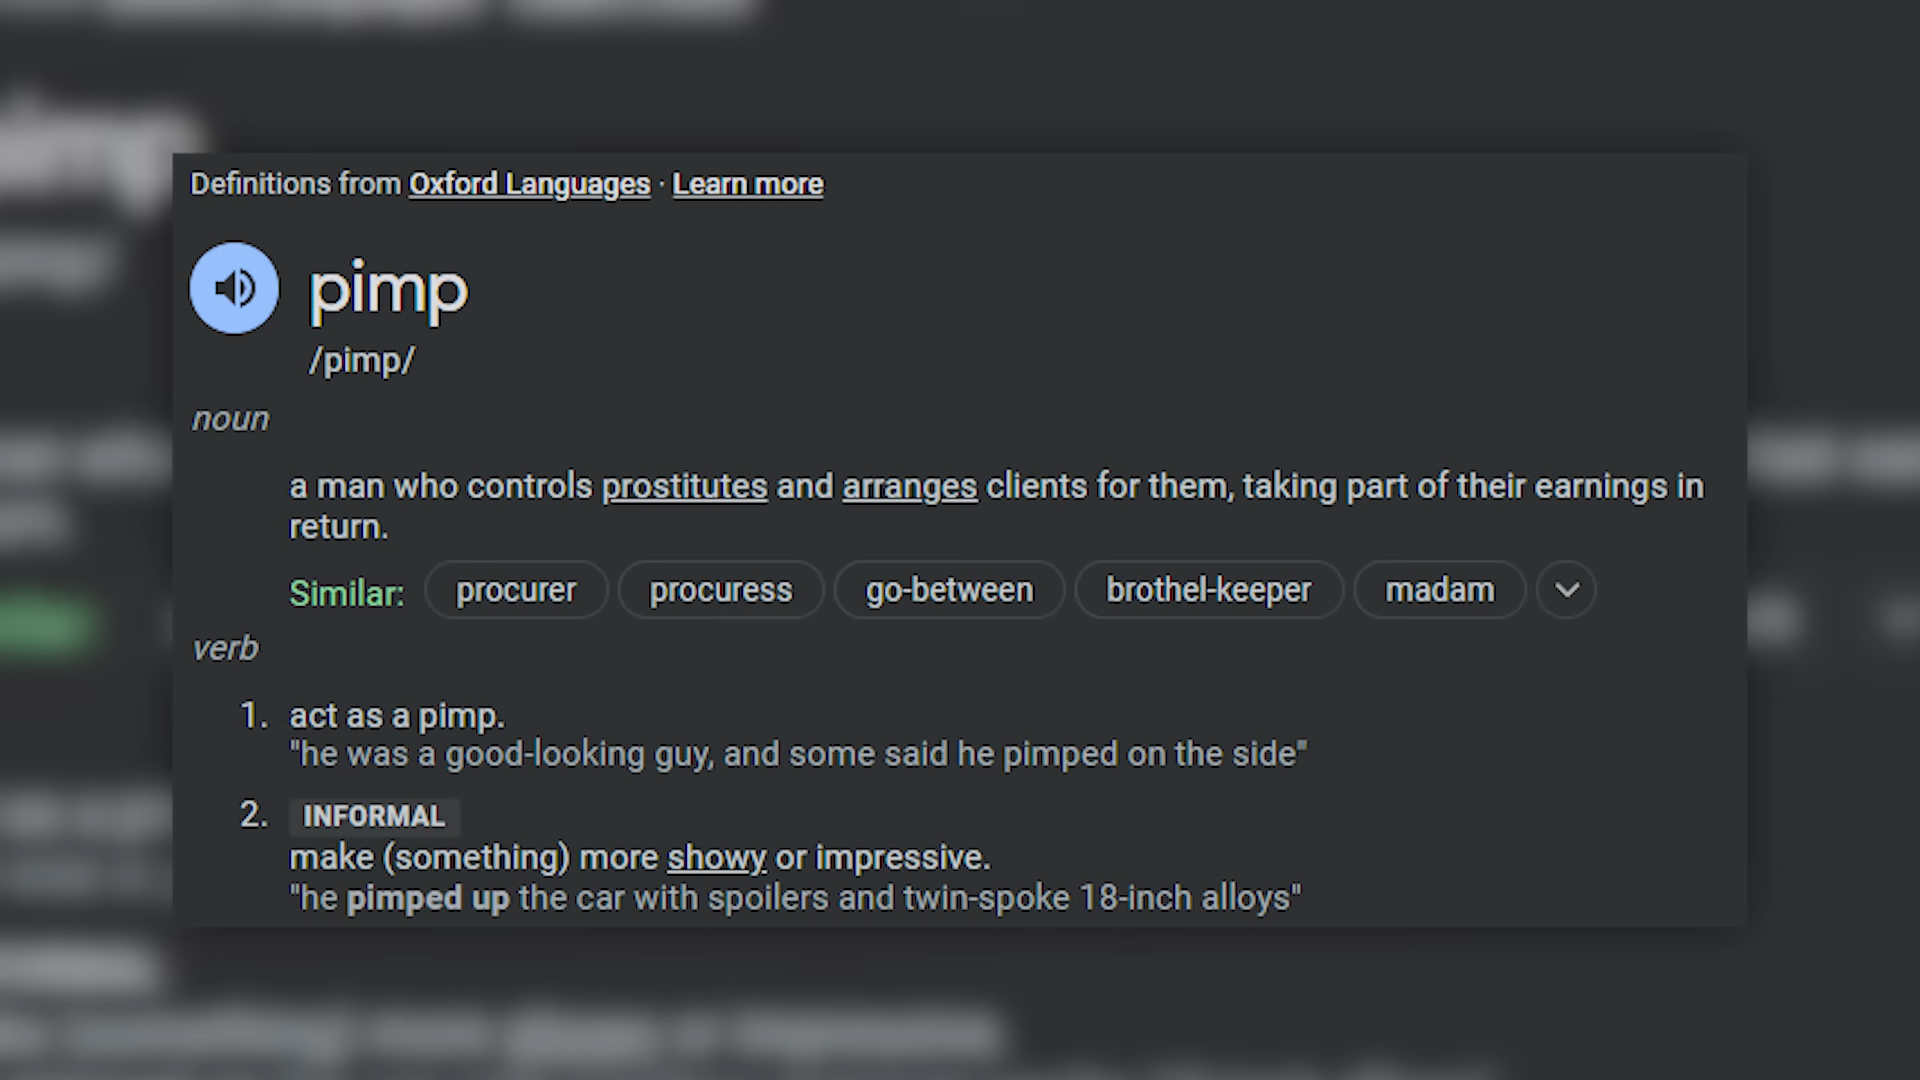 Definitions from Oxford Languages · Learn more
pimp
/pimp/
noun
a man who controls prostitutes and arranges clients for them, taking part of their earnings in
return.
Similar: procurer procuress go-between brothel-keeper madam
verb
1. act as a pimp.
"he was a good-looking guy, and some said he pimped on the side"
2. INFORMAL
make (something) more showy or impressive.
"he pimped up the car with spoilers and twin-spoke 18-inch alloys"